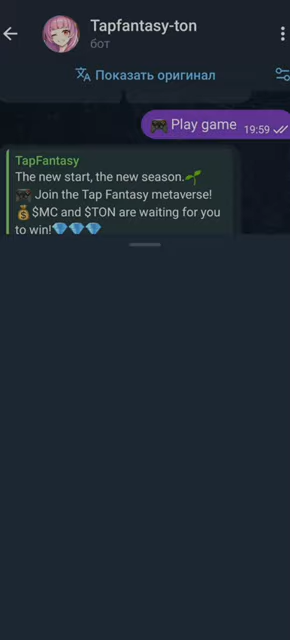 Tapfantasy-ton
бот
Показать оригинал
🎮 Play game 19:59
TapFantasy
The new start, the new season.🌱
🎮 Join the Tap Fantasy metaverse!
💰 $MC and $TON are waiting for you
to win!💎💎💎